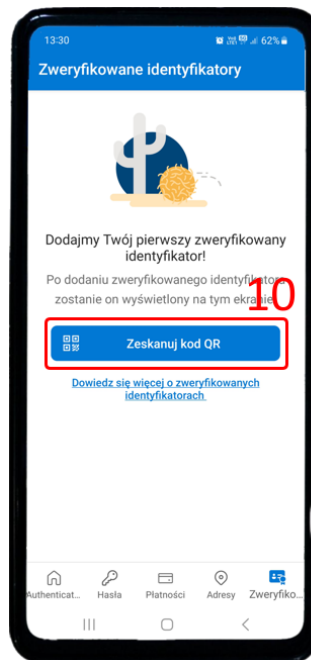 13:30 62%
Zweryfikowane identyfikatory
Dodajmy Twój pierwszy zweryfikowany
identyfikator!
Po dodaniu zweryfikowanego identyfikatora
zostanie on wyświetlony na tym ekranie.
10
Zeskanuj kod QR
Dowiedz się więcej o zweryfikowanych
identyfikatorach
Authenticat... Hasła Płatności Adresy Zweryfiko...